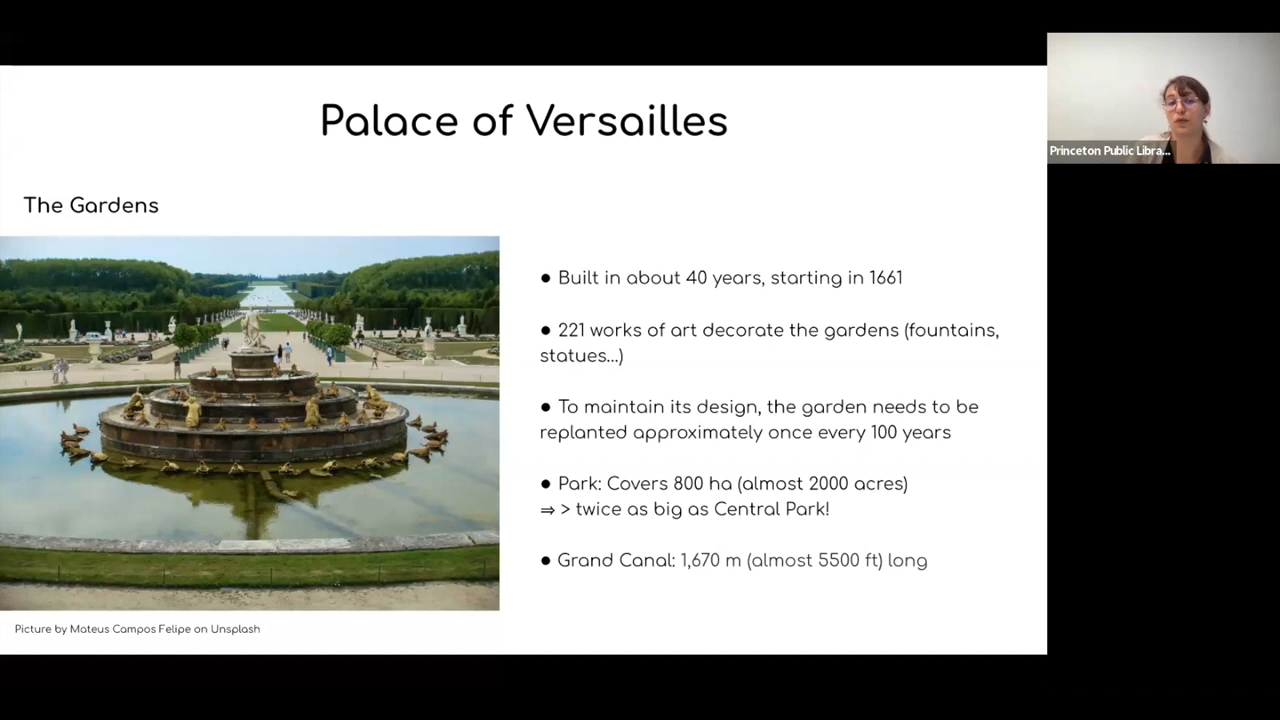 Palace of Versailles
Princeton Public Libra...
The Gardens
● Built in about 40 years, starting in 1661
● 221 works of art decorate the gardens (fountains,
statues...)
● To maintain its design, the garden needs to be
replanted approximately once every 100 years
● Park: Covers 800 ha (almost 2000 acres)
⇒ > twice as big as Central Park!
● Grand Canal: 1,670 m (almost 5500 ft) long
Picture by Mateus Campos Felipe on Unsplash